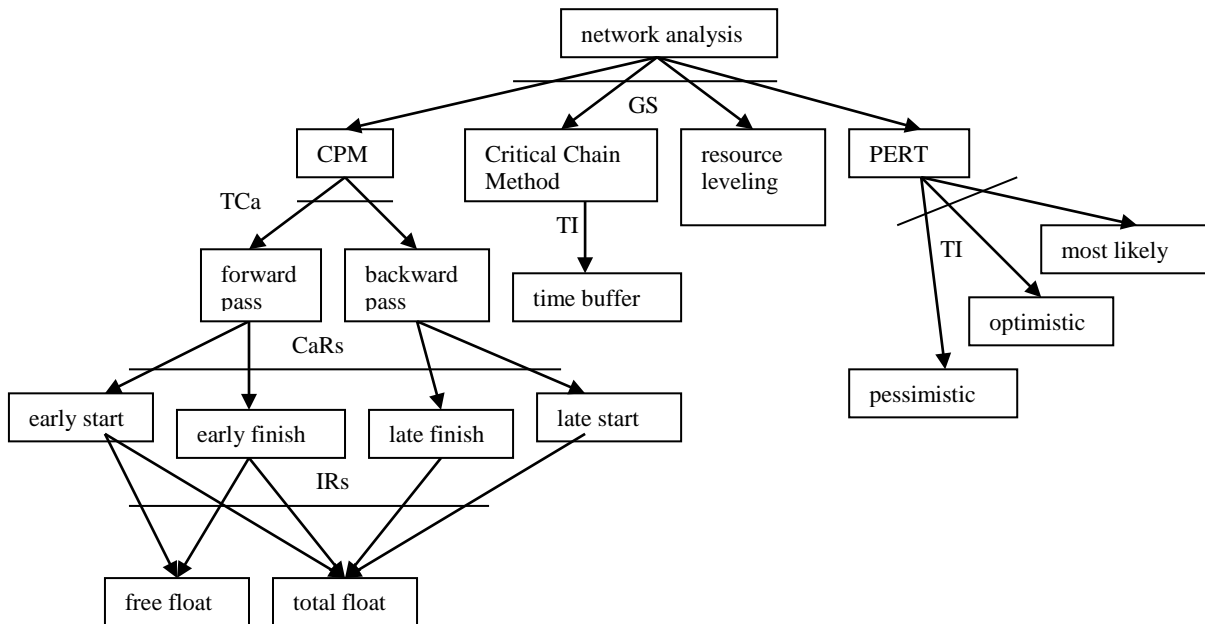 network analysis
GS
CPM
Critical Chain
Method
resource
leveling
PERT
TCa
TI
TI
forward
pass
backward
pass
time buffer
most likely
optimistic
pessimistic
CaRs
early start
early finish
late finish
late start
IRs
free float
total float